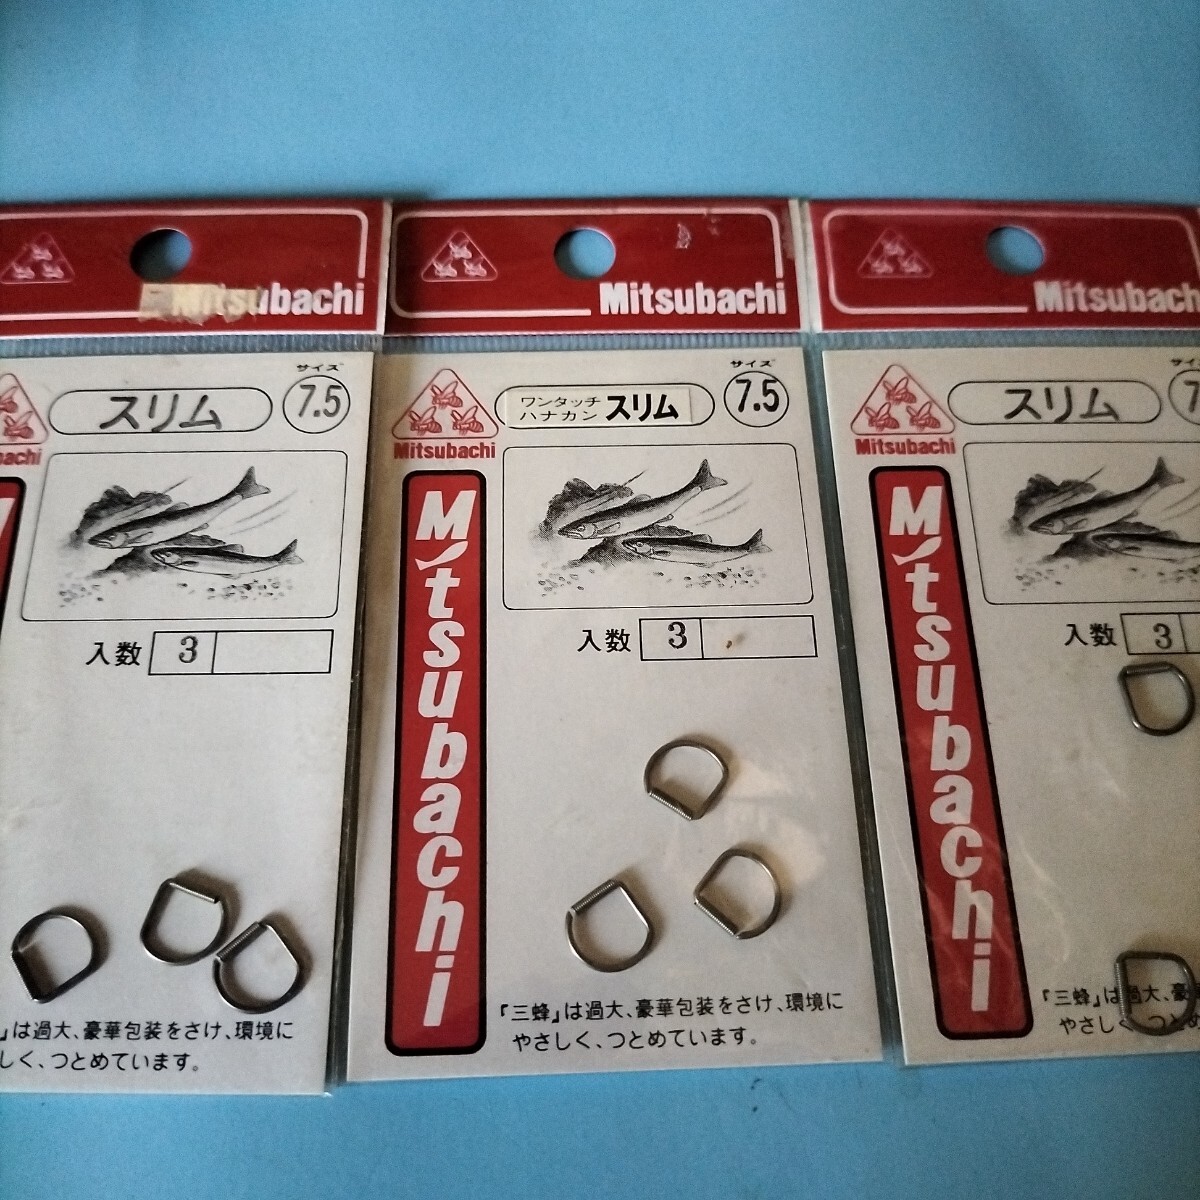 Mitsubachi
サイズ
スリム
7.5
入数 3
」は過大、豪華包装をさけ、環境に
しく、つとめています。
Mitsubachi
サイズ
ワンタッチ
ハナカン スリム
7.5
Mitsubachi
Mitsubachi
入数 3
『三蜂』は過大、豪華包装をさけ、環境に
やさしく、つとめています。
Mitsubachi
スリム
Mitsubachi
Mitsubachi
入数 3
『三蜂』は過大、豪
やさしく、つとめ